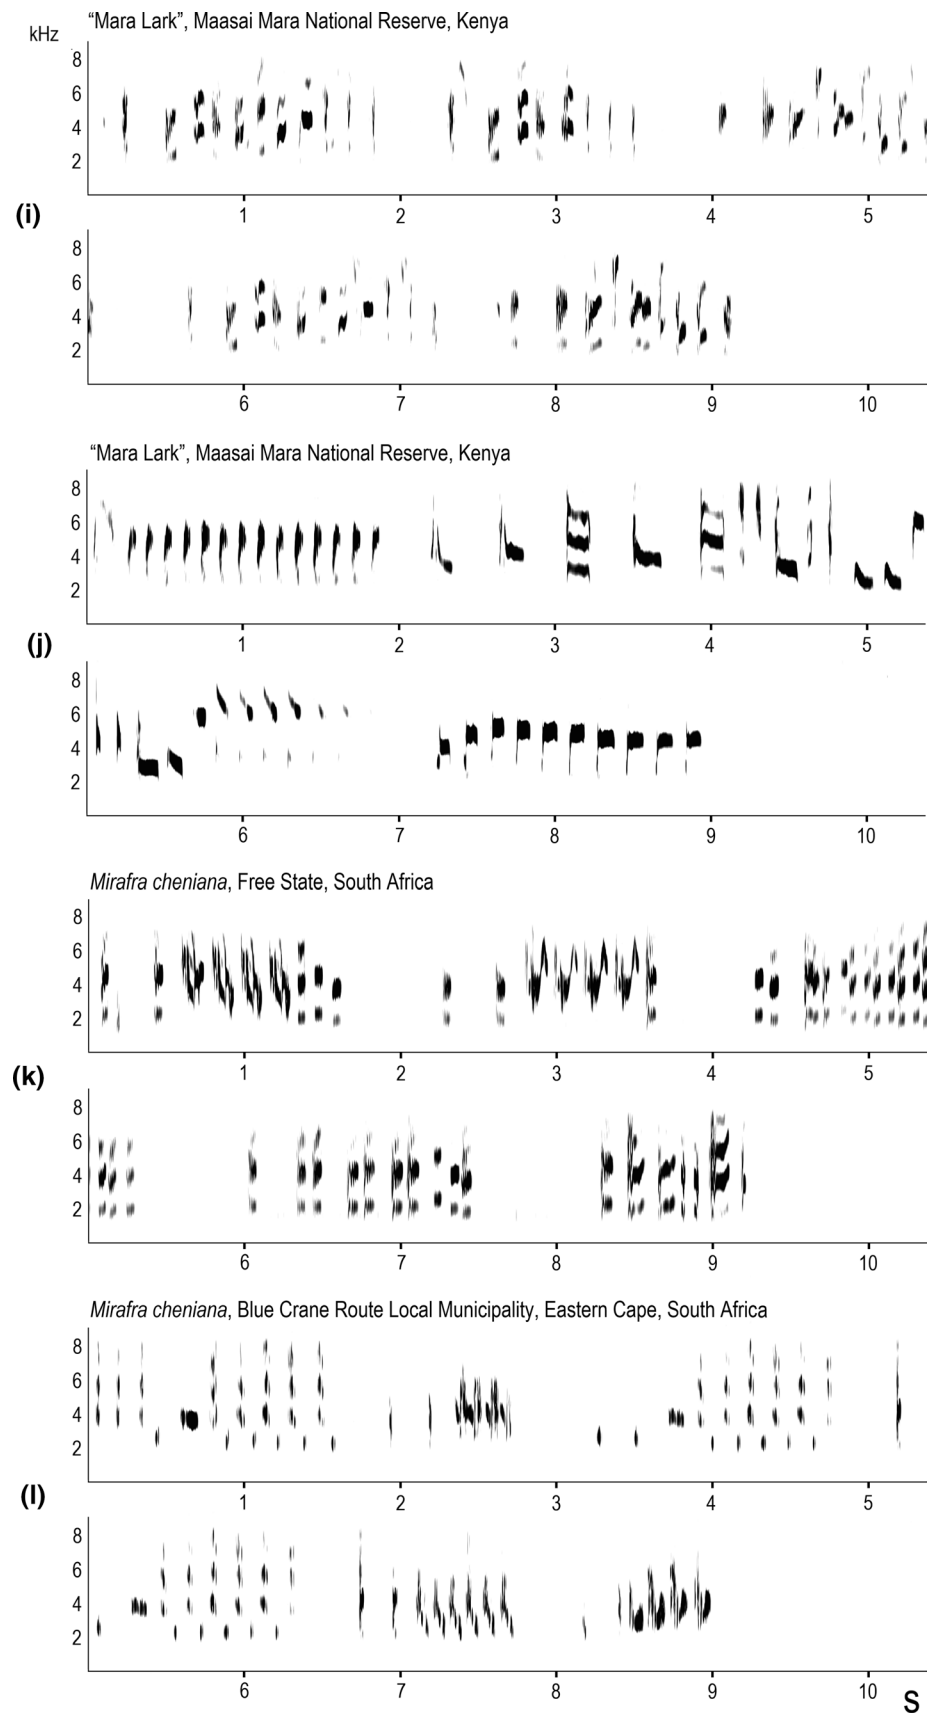 “Mara Lark”, Maasai Mara National Reserve, Kenya
kHz
8
6
4
2
1 2 3 4 5
(i)
8
6
4
2
6 7 8 9 10
“Mara Lark”, Maasai Mara National Reserve, Kenya
8
6
4
2
1 2 3 4 5
(j)
8
6
4
2
6 7 8 9 10
Mirafra cheniana, Free State, South Africa
8
6
4
2
1 2 3 4 5
(k)
8
6
4
2
6 7 8 9 10
Mirafra cheniana, Blue Crane Route Local Municipality, Eastern Cape, South Africa
8
6
4
2
1 2 3 4 5
(l)
8
6
4
2
6 7 8 9 10
s